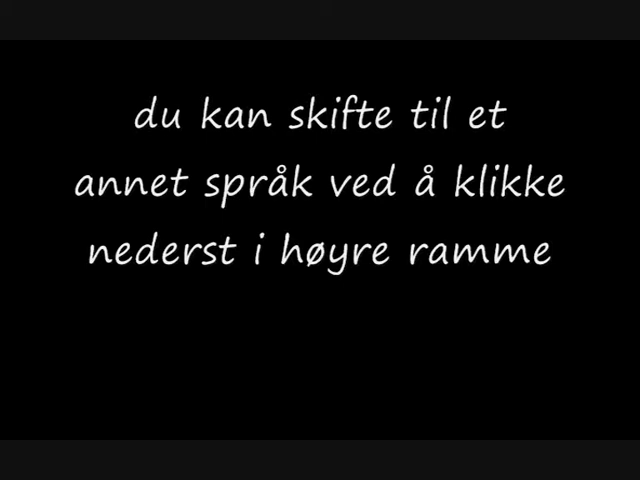 du kan skifte til et
annet språk ved å klikke
nederst i høyre ramme